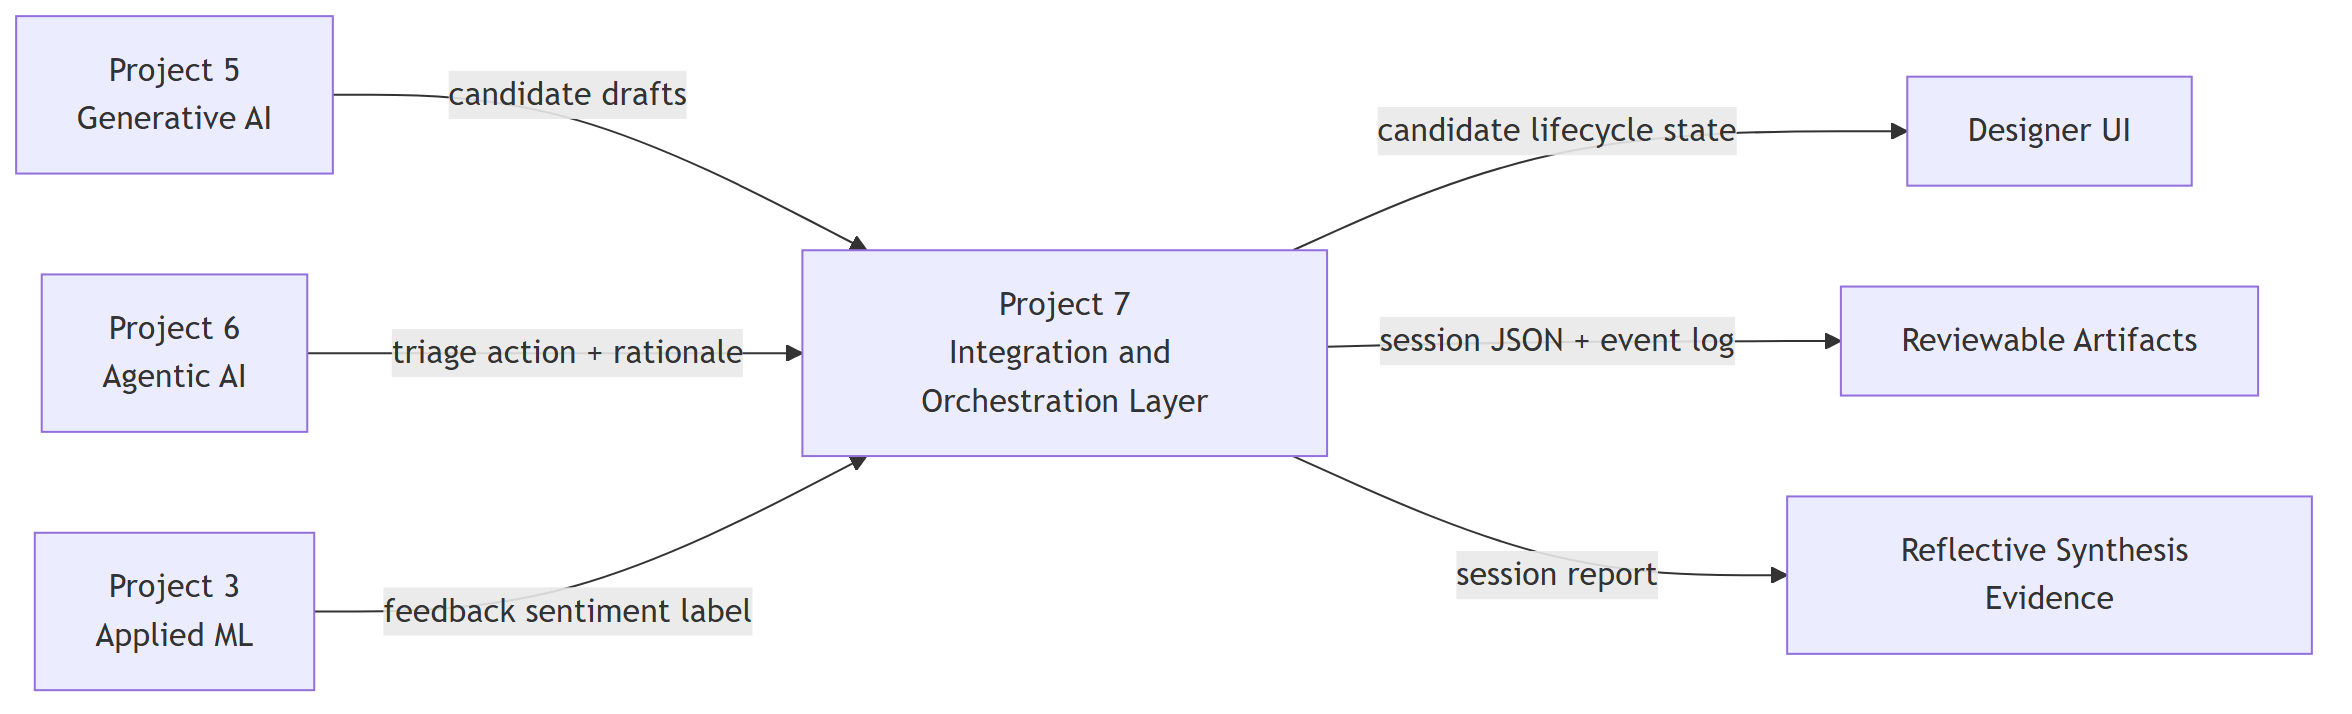 Project 5
Generative AI
candidate drafts
Project 6
Agentic AI
triage action + rationale
Project 3
Applied ML
feedback sentiment label
Project 7
Integration and
Orchestration Layer
candidate lifecycle state
Designer UI
session JSON + event log
Reviewable Artifacts
session report
Reflective Synthesis
Evidence